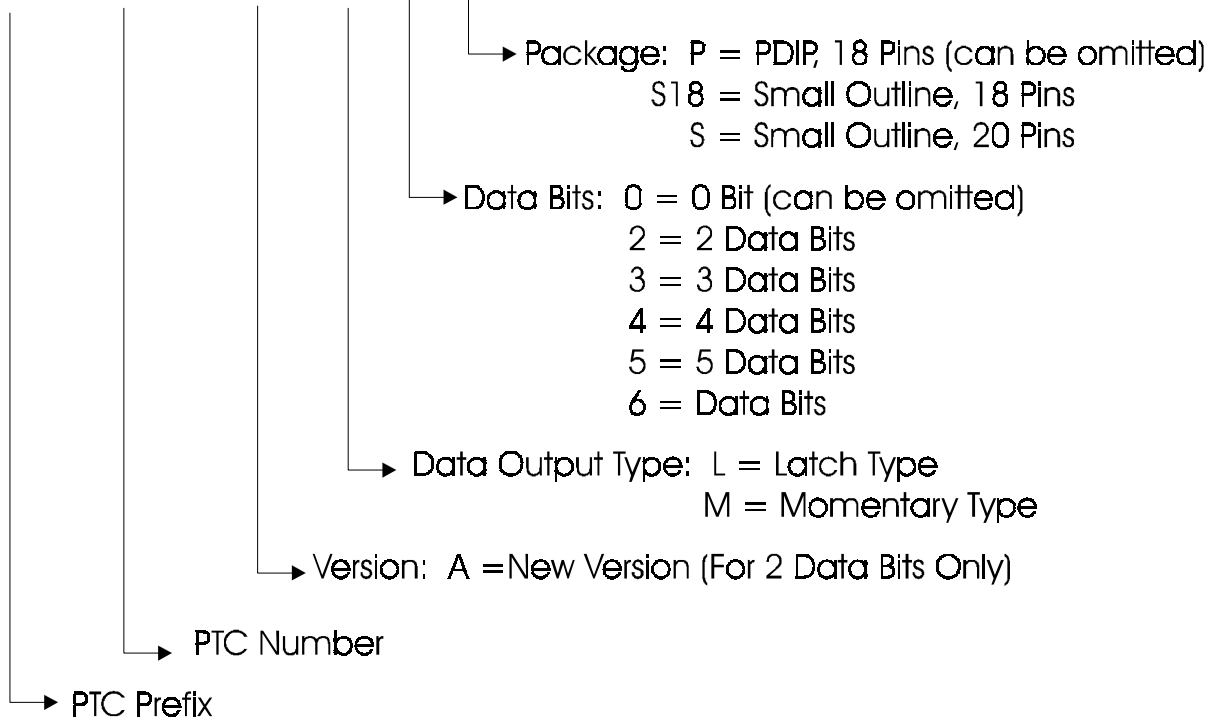 Package: P = PDIP, 18 Pins (can be omitted)
S18 = Small Outline, 18 Pins
S = Small Outline, 20 Pins
Data Bits: 0 = 0 Bit (can be omitted)
2 = 2 Data Bits
3 = 3 Data Bits
4 = 4 Data Bits
5 = 5 Data Bits
6 = Data Bits
Data Output Type: L = Latch Type
M = Momentary Type
Version: A =New Version (For 2 Data Bits Only)
PTC Number
PTC Prefix